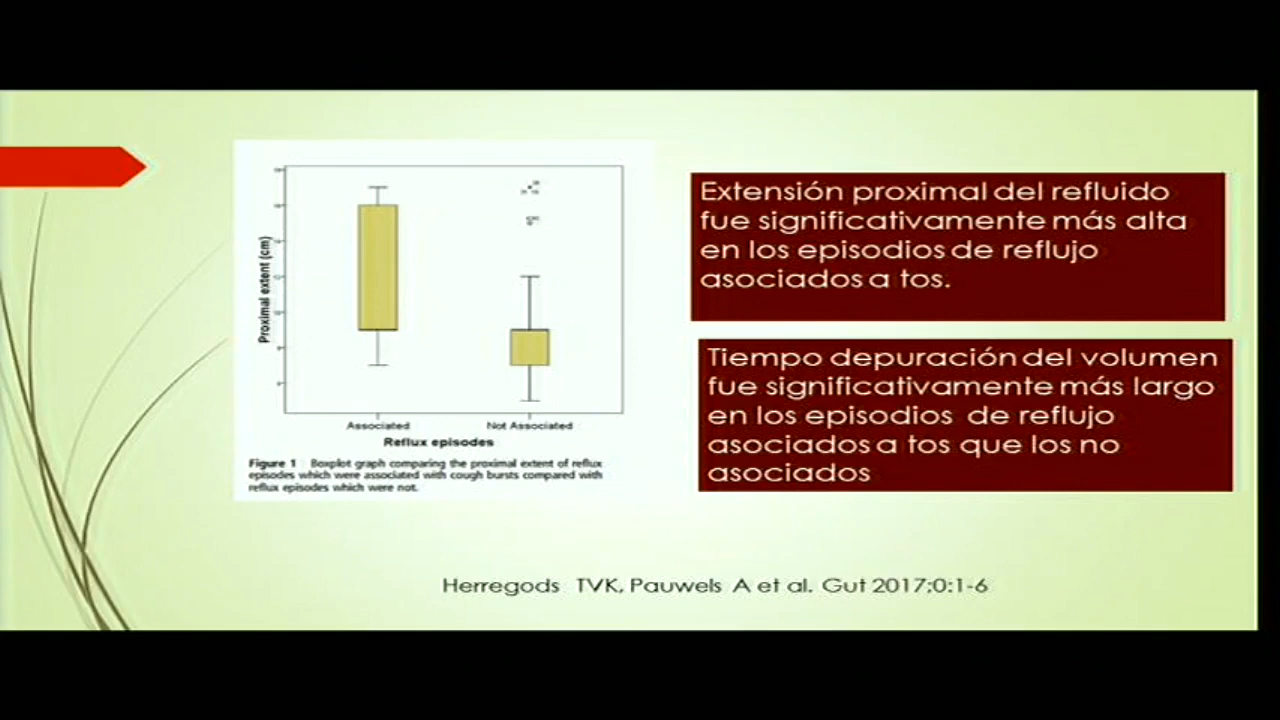 Proximal extent (cm)
Associated
Not Associated
Reflux episodes
Figure 1 Boxplot graph comparing the proximal extent of reflux
episodes which were associated with cough bursts compared with
reflux episodes which were not.
Extensión proximal del refluido
fue significativamente más alta
en los episodios de reflujo
asociados a tos.
Tiempo depuración del volumen
fue significativamente más largo
en los episodios de reflujo
asociados a tos que los no
asociados
Herregods TVK, Pauwels A et al. Gut 2017;0:1-6